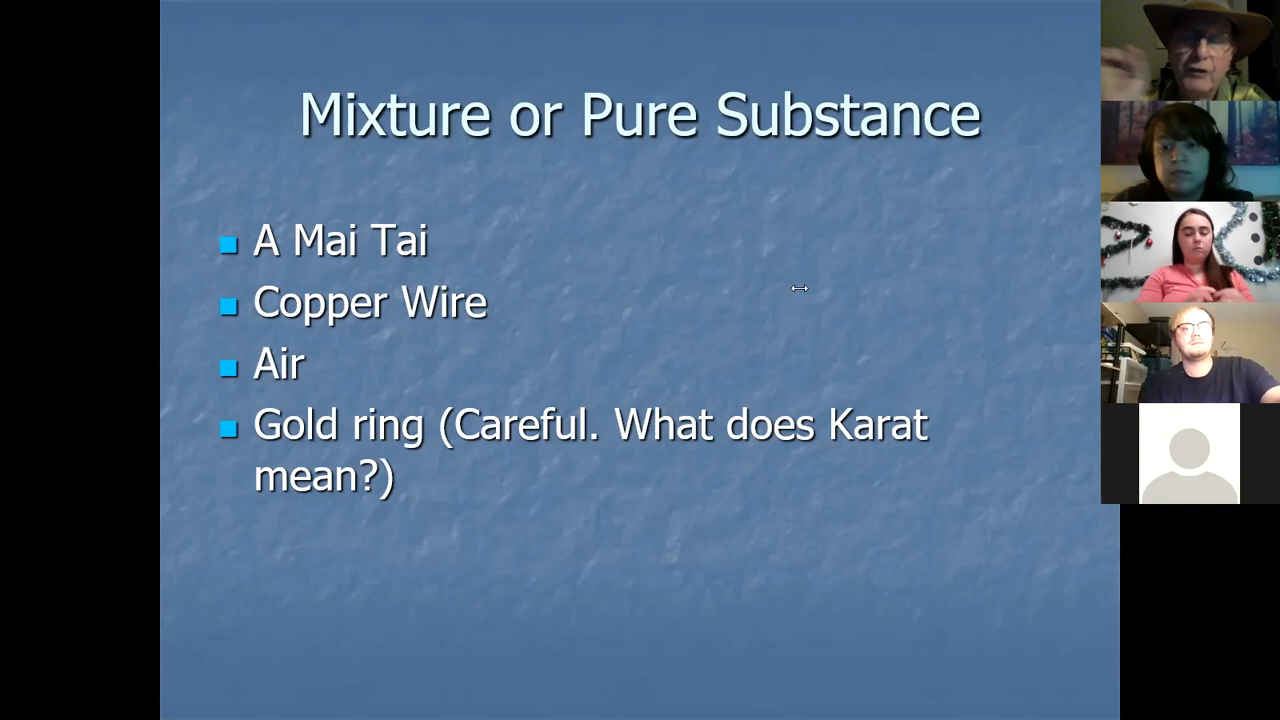 Mixture or Pure Substance
A Mai Tai
Copper Wire
Air
Gold ring (Careful. What does Karat
mean?)